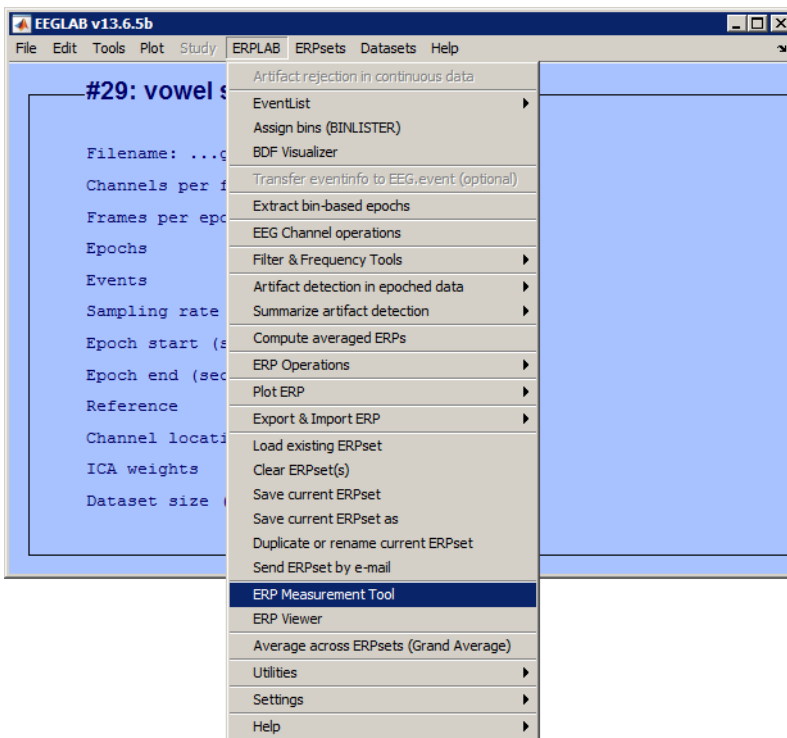 EEGLAB v13.6.5b
File Edit Tools Plot Study ERPLAB ERPsets Datasets Help
#29: vowel s
Filename: ...g
Channels per f
Frames per epo
Epochs
Events
Sampling rate
Epoch start (s
Epoch end (sec
Reference
Channel locati
ICA weights
Dataset size (
Artifact rejection in continuous data
EventList
Assign bins (BINLISTER)
BDF Visualizer
Transfer eventinfo to EEG.event (optional)
Extract bin-based epochs
EEG Channel operations
Filter & Frequency Tools
Artifact detection in epoched data
Summarize artifact detection
Compute averaged ERPs
ERP Operations
Plot ERP
Export & Import ERP
Load existing ERPset
Clear ERPset(s)
Save current ERPset
Save current ERPset as
Duplicate or rename current ERPset
Send ERPset by e-mail
ERP Measurement Tool
ERP Viewer
Average across ERPsets (Grand Average)
Utilities
Settings
Help